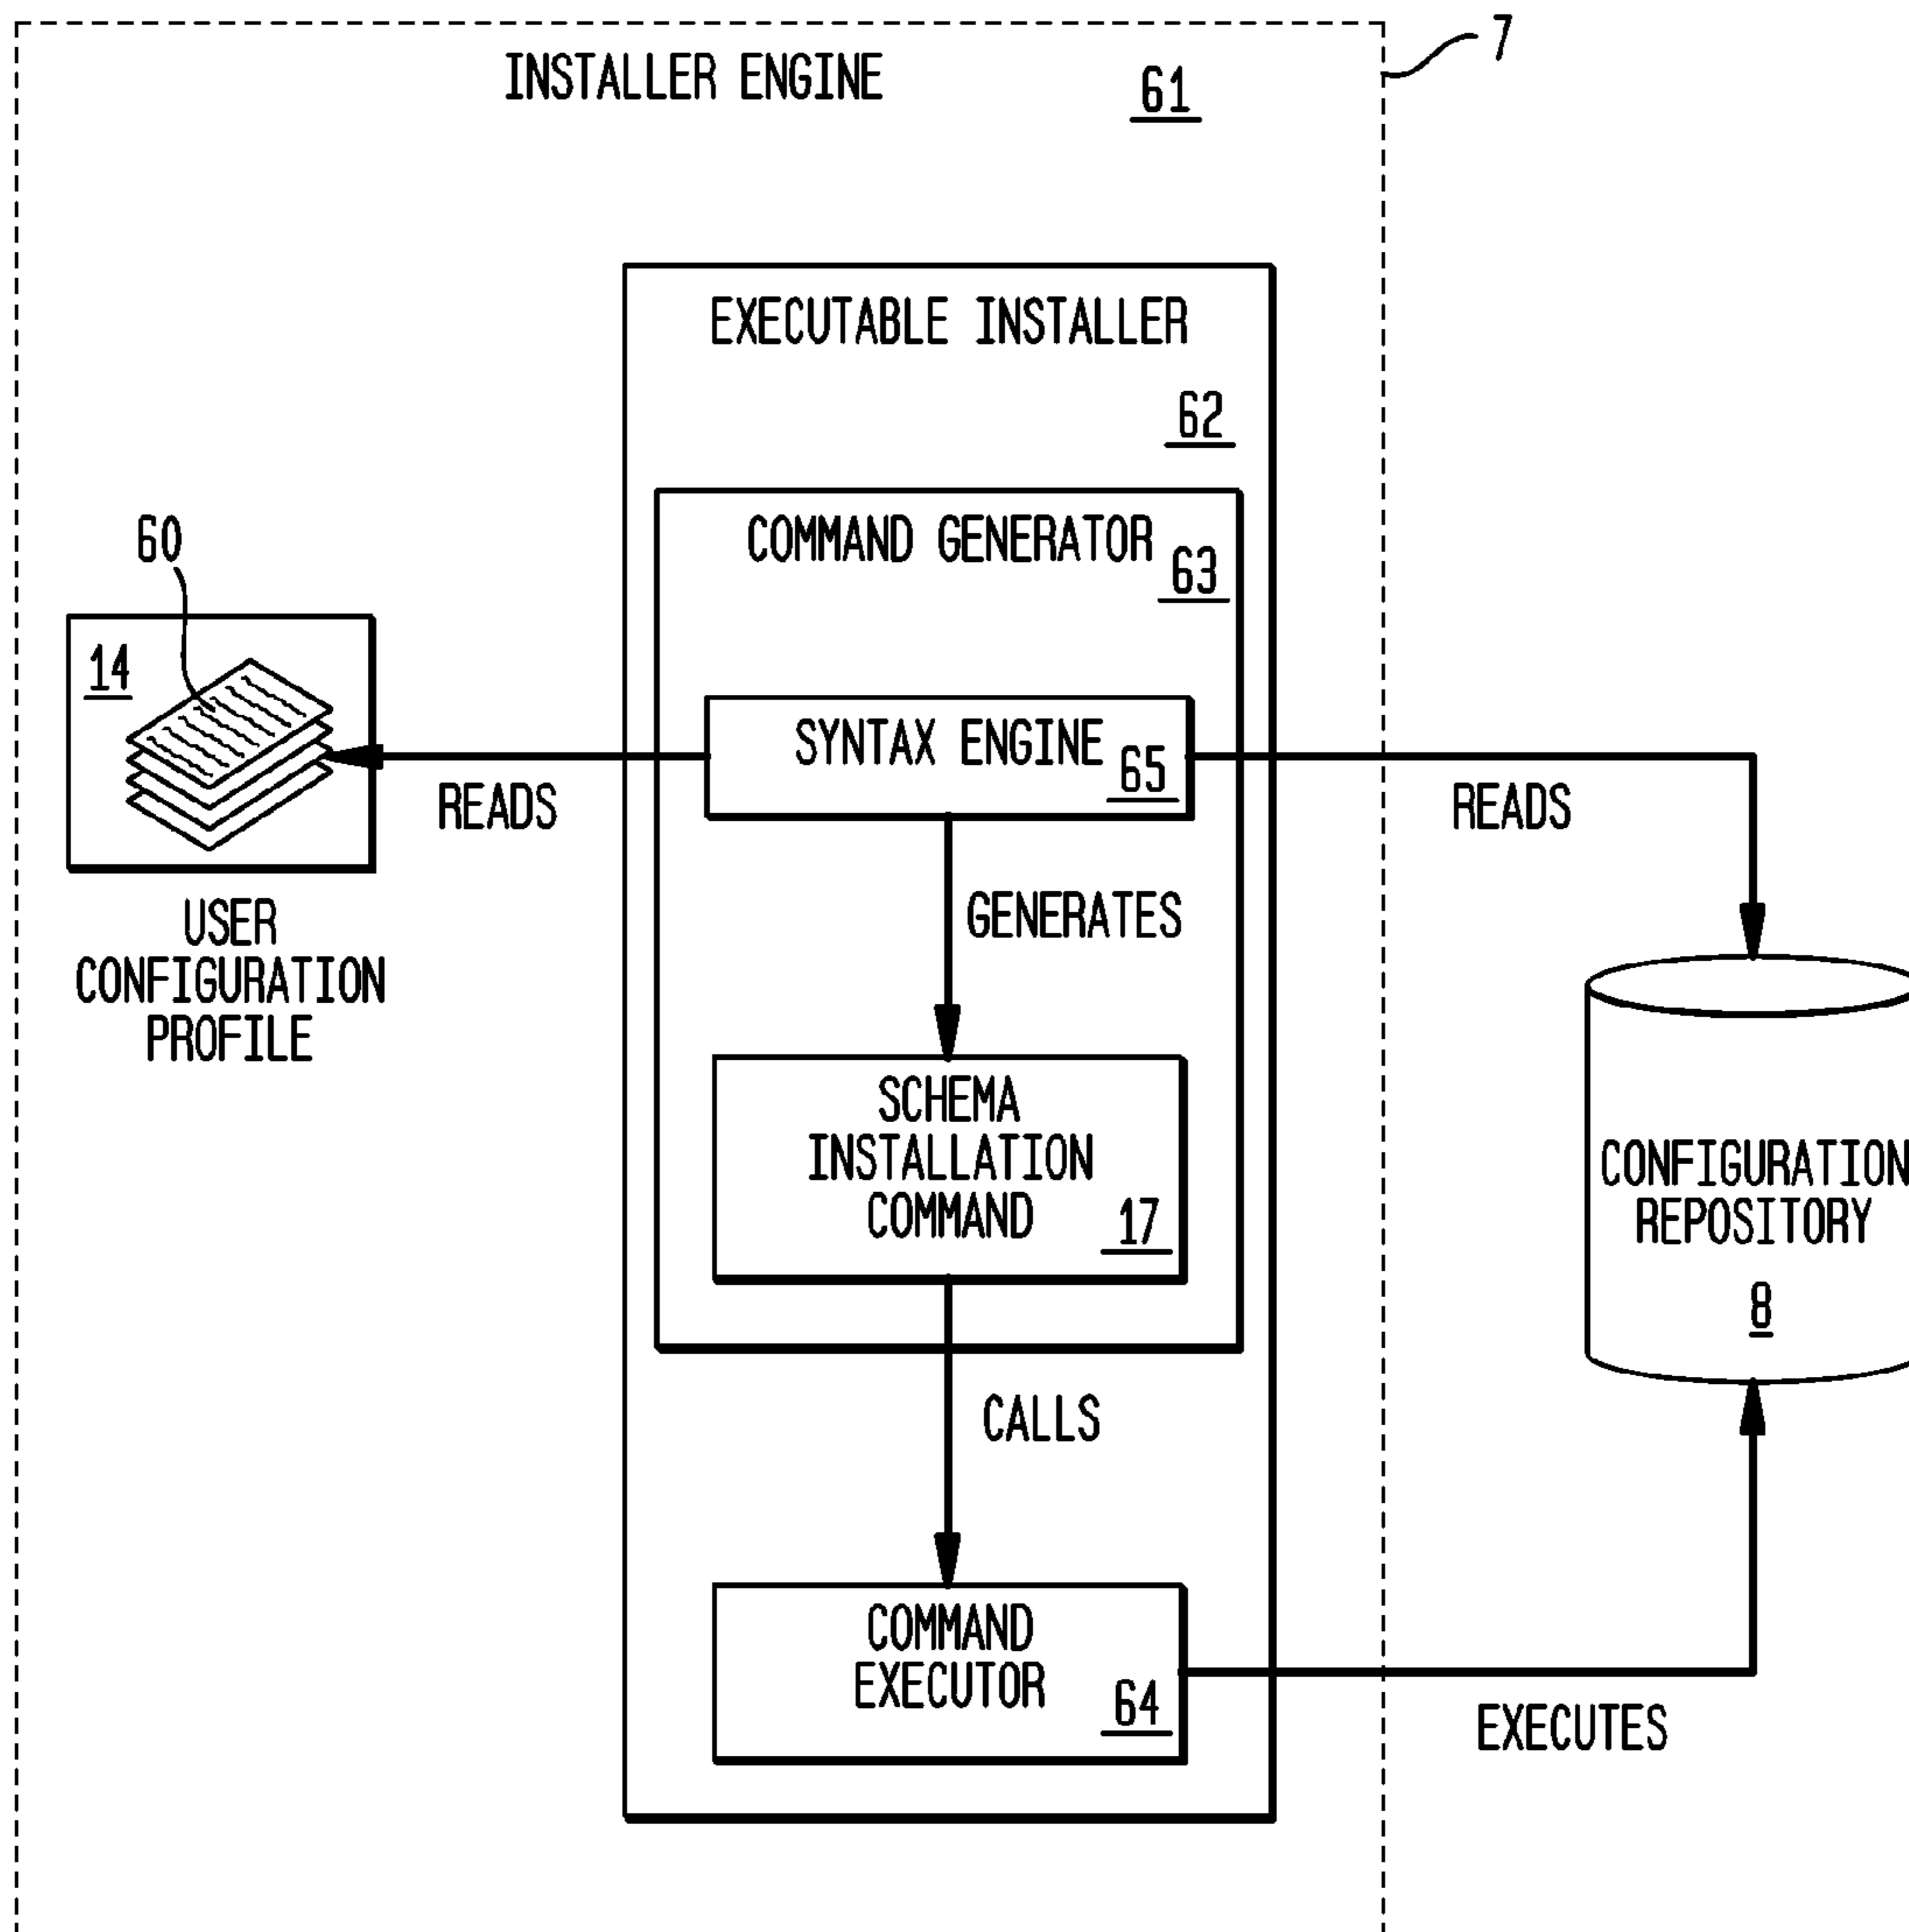 7
INSTALLER ENGINE
61
EXECUTABLE INSTALLER
62
COMMAND GENERATOR
63
60
14
SYNTAX ENGINE
65
READS
READS
USER
CONFIGURATION
PROFILE
GENERATES
SCHEMA
INSTALLATION
COMMAND
17
CONFIGURATION
REPOSITORY
8
CALLS
COMMAND
EXECUTOR
64
EXECUTES